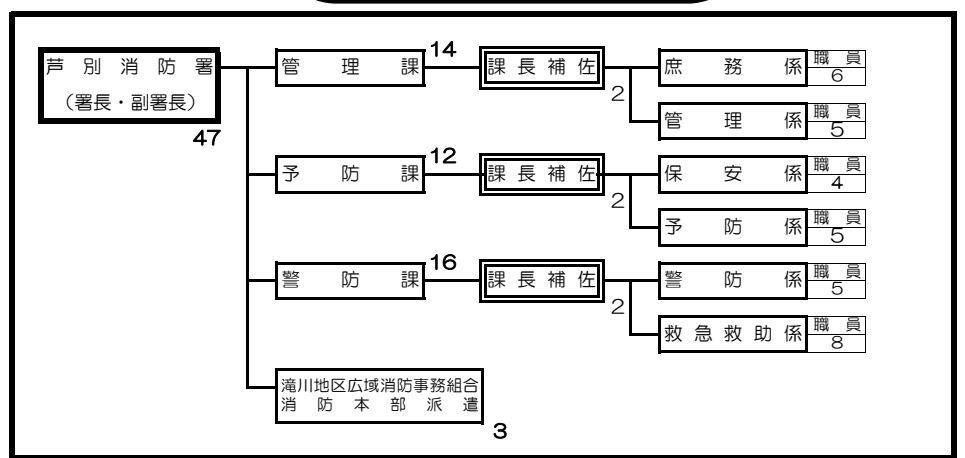 芦別消防署
(署長・副署長)
47
管理課
14
課長補佐
2
庶務係
職員
6
管理係
職員
5
予防課
12
課長補佐
2
保安係
職員
4
予防係
職員
5
警防課
16
課長補佐
2
警防係
職員
5
救急救助係
職員
8
滝川地区広域消防事務組合
消防本部派遣
3